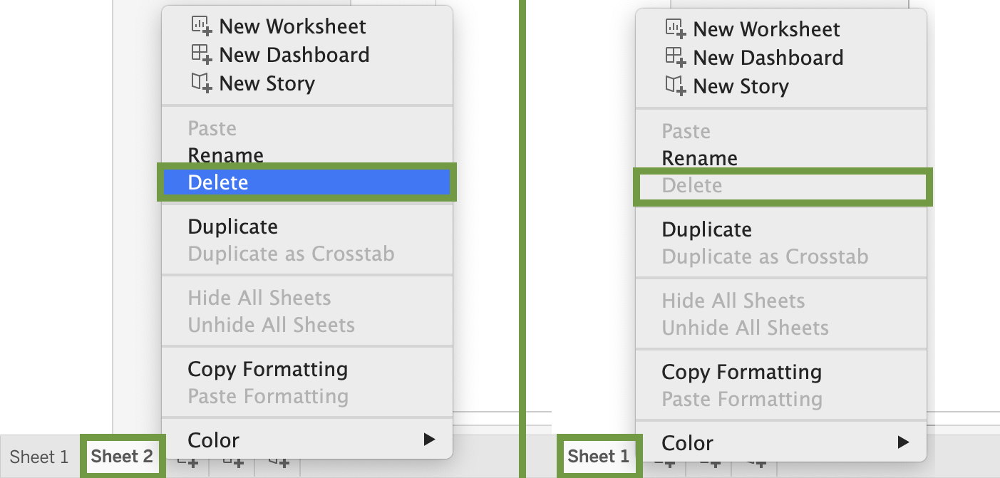 New Worksheet
New Dashboard
New Story
Paste
Rename
Delete
Duplicate
Duplicate as Crosstab
Hide All Sheets
Unhide All Sheets
Copy Formatting
Paste Formatting
Color
Sheet 1
Sheet 2
New Worksheet
New Dashboard
New Story
Paste
Rename
Delete
Duplicate
Duplicate as Crosstab
Hide All Sheets
Unhide All Sheets
Copy Formatting
Paste Formatting
Color
Sheet 1